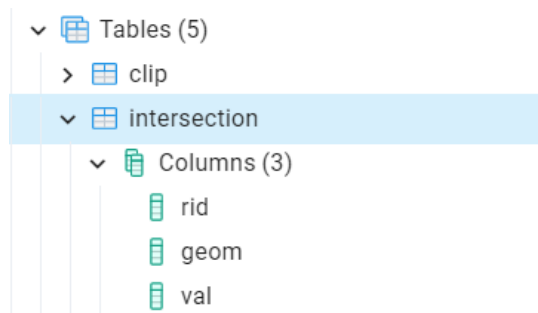 Tables (5)
clip
intersection
Columns (3)
rid
geom
val